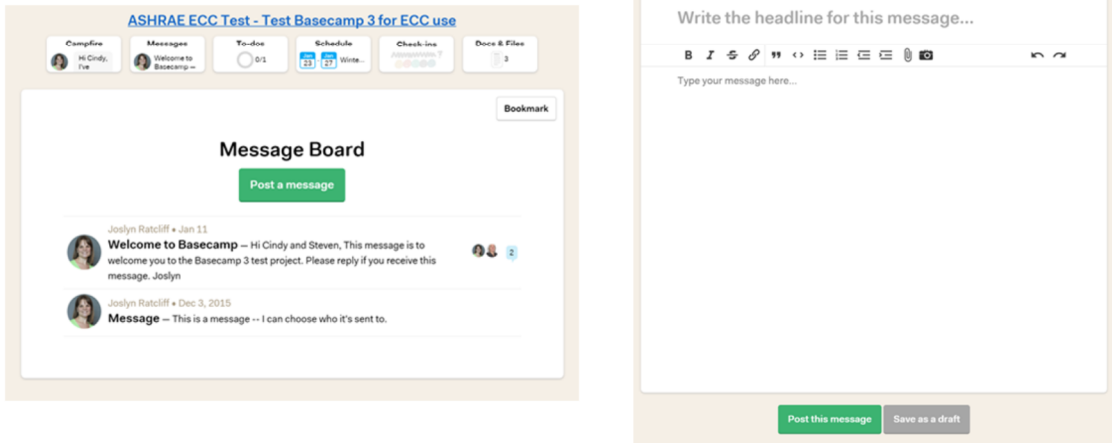 ASHRAE ECC Test - Test Basecamp 3 for ECC use
Campfire
Hi Cindy,
I've
Messages
Welcome to
Basecamp —
To-dos
0/1
Schedule
Jan
23
Jan
27
Winte...
Check-ins
Docs & Files
3
Bookmark
Message Board
Post a message
Joslyn Ratcliff • Jan 11
Welcome to Basecamp — Hi Cindy and Steven, This message is to
welcome you to the Basecamp 3 test project. Please reply if you receive this
message. Joslyn
2
Joslyn Ratcliff • Dec 3, 2015
Message — This is a message -- I can choose who it's sent to.
Write the headline for this message...
B I S
Type your message here...
Post this message
Save as a draft